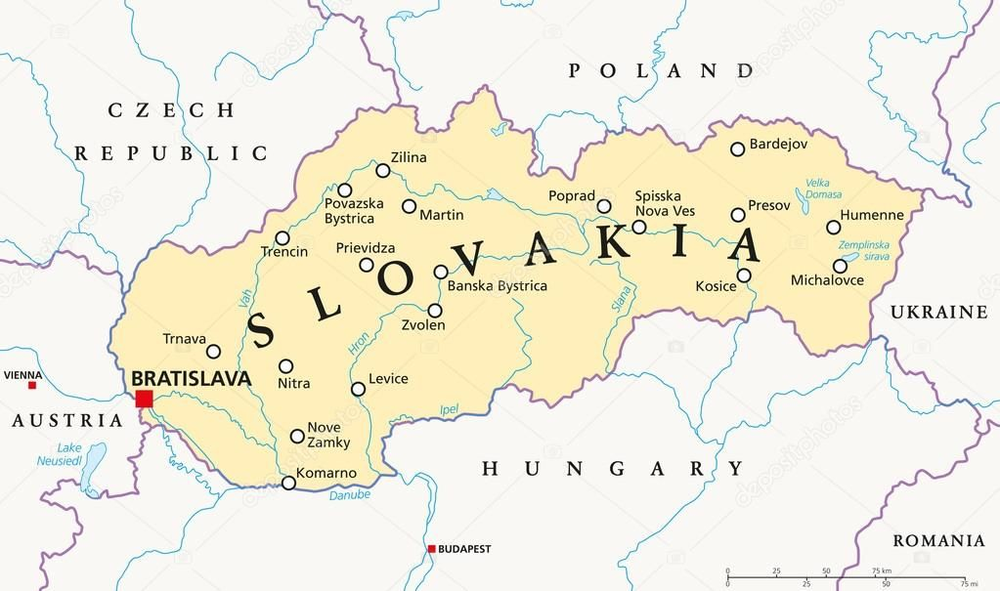 POLAND
CZECH
REPUBLIC
Bardejov
Zilina
Velka
Domasa
Poprad
Spisska
Nova Ves
Povazska
Bystrica
Martin
Presov
Humenne
Trencin
Prievidza
SLOVAKIA
Zemplinska
sirava
Banska Bystrica
Kosice
Michalovce
Vah
Slana
Zvolen
UKRAINE
Hron
Trnava
VIENNA
BRATISLAVA
Nitra
Levice
AUSTRIA
Ipel
Nove
Zamky
Lake
Neusiedl
HUNGARY
Komarno
Danube
BUDAPEST
ROMANIA
0 25 50 75 km
0 25 50 75 mi
depositphotos